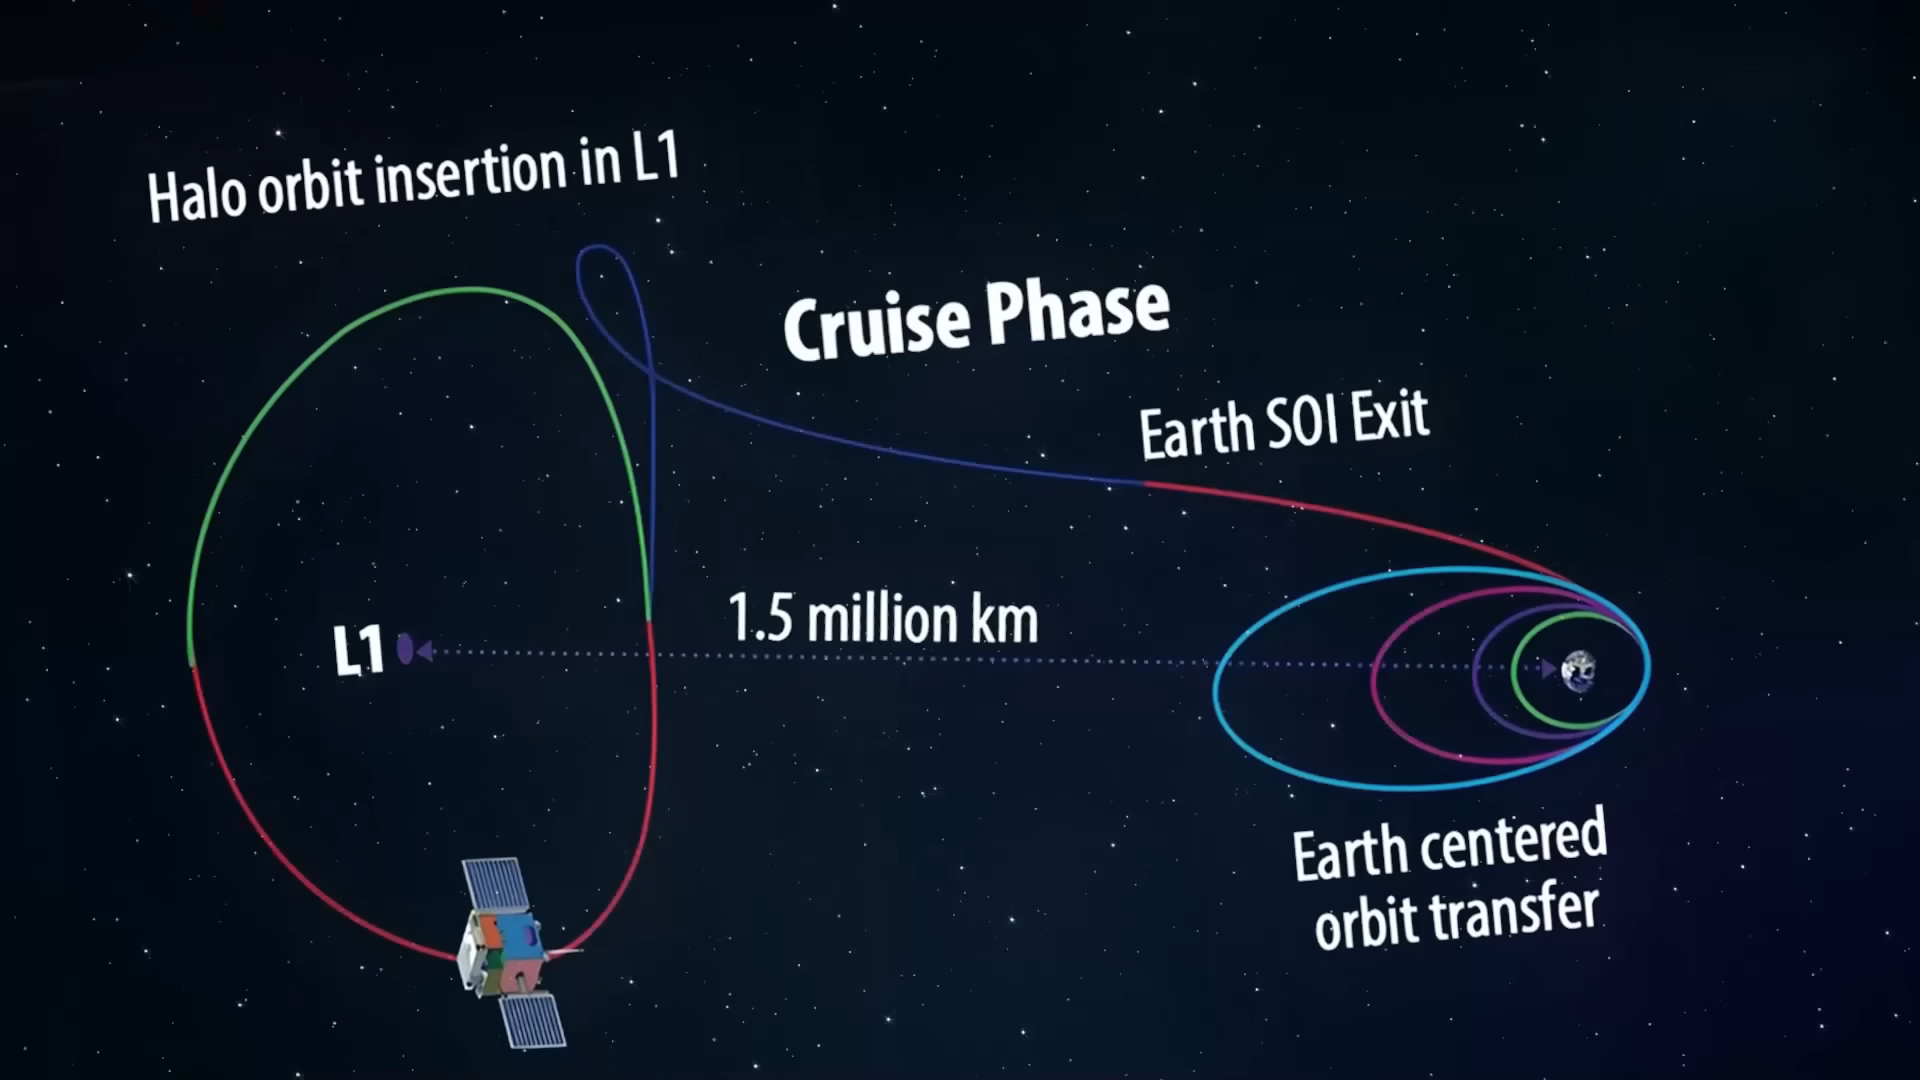 Halo orbit insertion in L1
Cruise Phase
Earth SOI Exit
1.5 million km
L1
Earth centered
orbit transfer